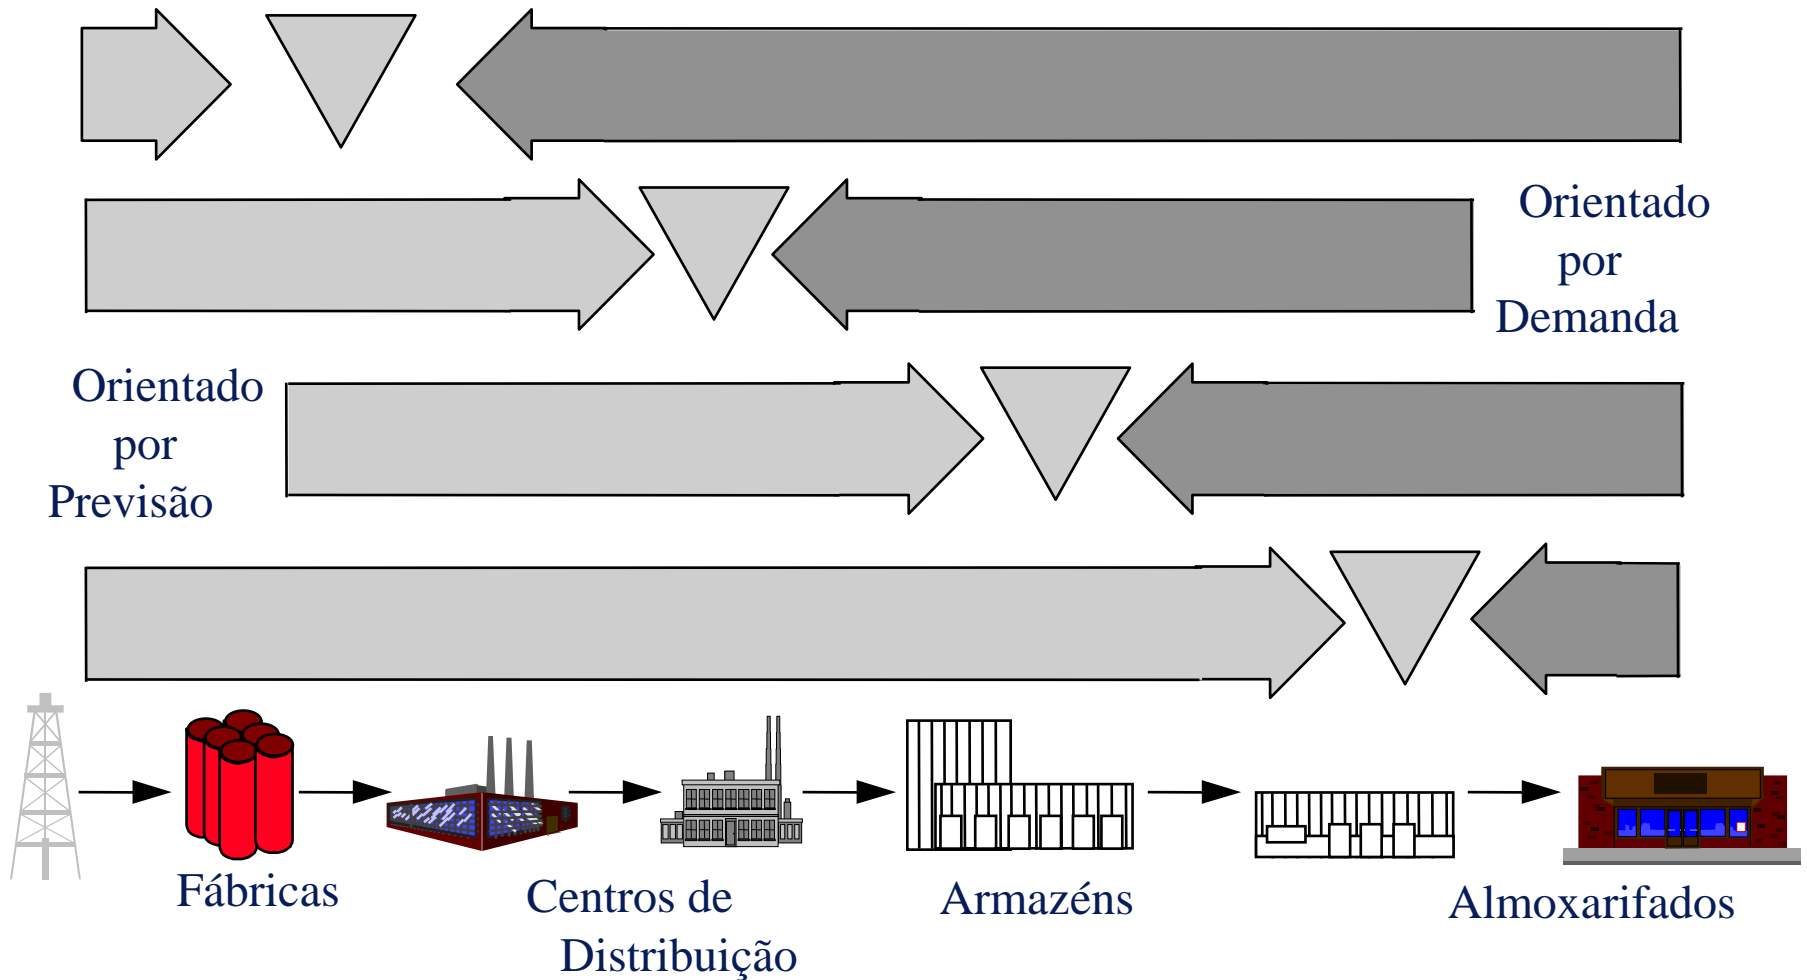 Orientado
por
Demanda
Orientado
por
Previsão
Fábricas
Centros de
Distribuição
Armazéns
Almoxarifados